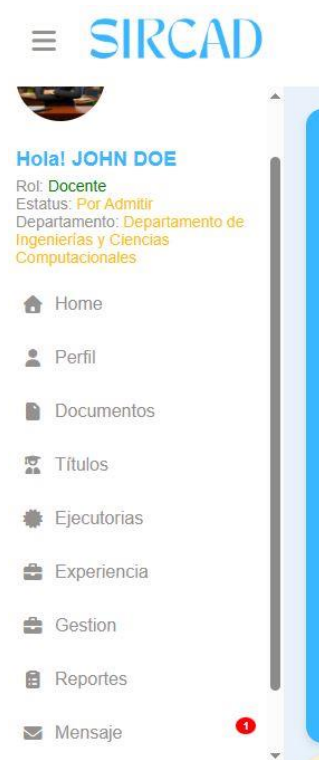 SIRCAD
Hola! JOHN DOE
Rol: Docente
Estatus: Por Admitir
Departamento: Departamento de
Ingenierías y Ciencias
Computacionales
Home
Perfil
Documentos
Títulos
Ejecutorias
Experiencia
Gestion
Reportes
Mensaje 1